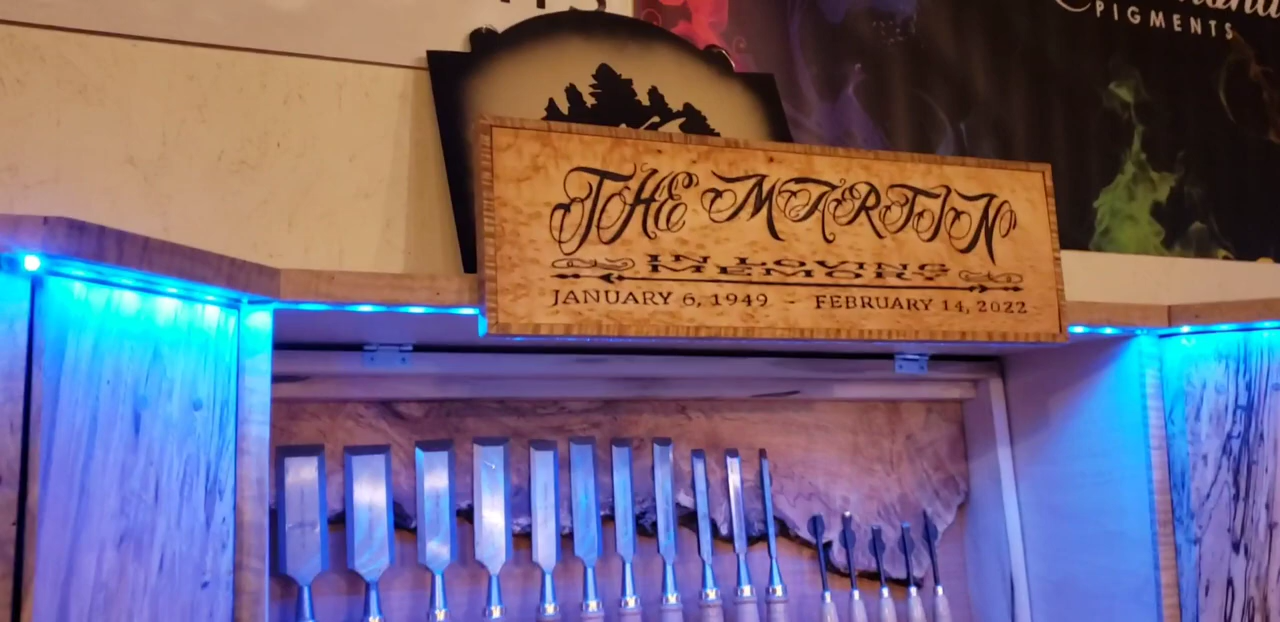 PIGMENTS
THE MARTIN
IN LOVING
MEMORY
JANUARY 6, 1949 - FEBRUARY 14, 2022